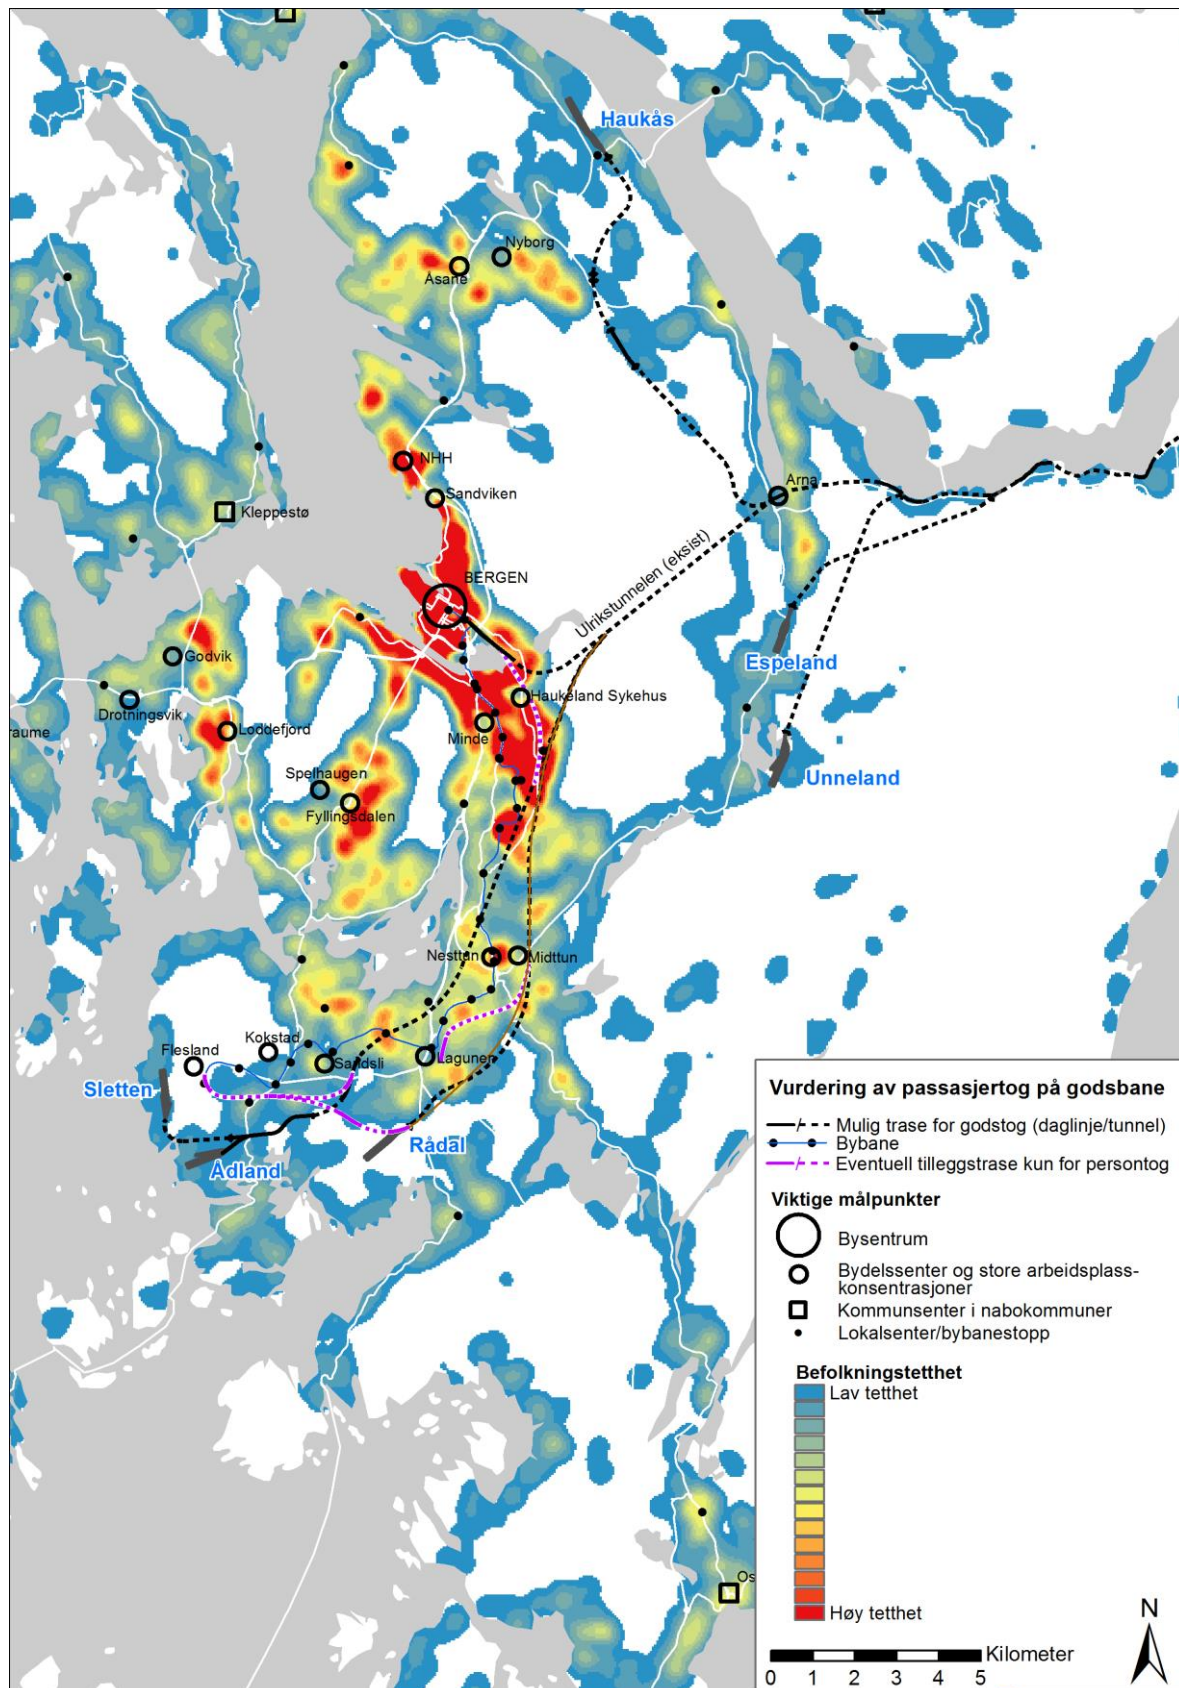 Haukås
Nyborg
Åsane
Arna
NHH
Sandviken
Kleppestø
BERGEN
Ulrikstunnelen (eksist)
Godvik
Espeland
Haukeland Sykehus
Drotningsvik
Loddefjord
raume
Minde
Unneland
Spelhaugen
Fyllingsdalen
Nesttun
Midttun
Kokstad
Flesland
Sandsli
Lagunen
Sletten
Rådal
Ådland
Vurdering av passasjertog på godsbane
Mulig trase for godstog (daglinje/tunnel)
Bybane
Eventuell tilleggstrase kun for persontog
Viktige målpunkter
Bysentrum
Bydelssenter og store arbeidsplass-
konsentrasjoner
Kommunsenter i nabokommuner
Lokalsenter/bybanestopp
Befolkningstetthet
Lav tetthet
Høy tetthet
Os
N
Kilometer
0 1 2 3 4 5